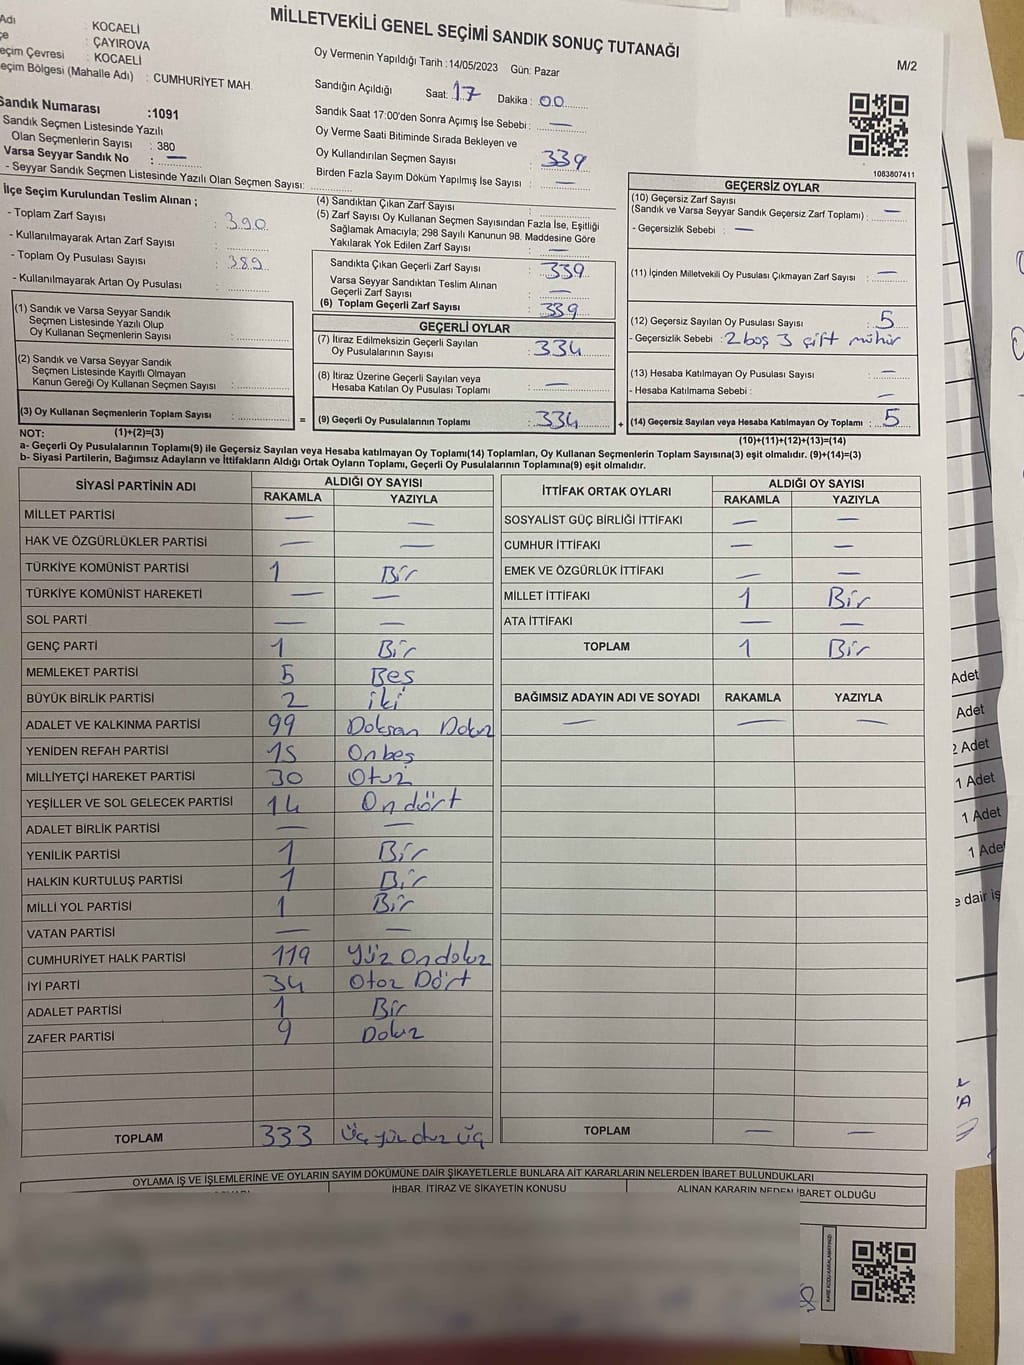 MİLLETVEKİLİ GENEL SEÇİMİ SANDIK SONUÇ TUTANAĞI
M/2
Adı : KOCAELİ
çe : ÇAYIROVA
eçim Çevresi : KOCAELİ
eçim Bölgesi (Mahalle Adı) : CUMHURİYET MAH.
Sandık Numarası :1091
Sandık Seçmen Listesinde Yazılı
Olan Seçmenlerin Sayısı : 380
Varsa Seyyar Sandık No : —
- Seyyar Sandık Seçmen Listesinde Yazılı Olan Seçmen Sayısı:
Oy Vermenin Yapıldığı Tarih :14/05/2023 Gün: Pazar
Sandığın Açıldığı Saat: 17 Dakika : 00
Sandık Saat 17:00'den Sonra Açımış İse Sebebi : —
Oy Verme Saati Bitiminde Sırada Bekleyen ve
Oy Kullandırılan Seçmen Sayısı : 339
Birden Fazla Sayım Döküm Yapılmış İse Sayısı : —
1083807411
İlçe Seçim Kurulundan Teslim Alınan ;
- Toplam Zarf Sayısı : 390
- Kullanılmayarak Artan Zarf Sayısı :
- Toplam Oy Pusulası Sayısı : 389
- Kullanılmayarak Artan Oy Pusulası :
(1) Sandık ve Varsa Seyyar Sandık
Seçmen Listesinde Yazılı Olup
Oy Kullanan Seçmenlerin Sayısı :
(2) Sandık ve Varsa Seyyar Sandık
Seçmen Listesinde Kayıtlı Olmayan
Kanun Gereği Oy Kullanan Seçmen Sayısı :
(3) Oy Kullanan Seçmenlerin Toplam Sayısı : =
(4) Sandıktan Çıkan Zarf Sayısı :
(5) Zarf Sayısı Oy Kullanan Seçmen Sayısından Fazla İse, Eşitliği
Sağlamak Amacıyla; 298 Sayılı Kanunun 98. Maddesine Göre
Yakılarak Yok Edilen Zarf Sayısı : —
Sandıkta Çıkan Geçerli Zarf Sayısı : 339
Varsa Seyyar Sandıktan Teslim Alınan
Geçerli Zarf Sayısı : —
(6) Toplam Geçerli Zarf Sayısı : 339
GEÇERLİ OYLAR
(7) İtiraz Edilmeksizin Geçerli Sayılan
Oy Pusulalarının Sayısı : 334
(8) İtiraz Üzerine Geçerli Sayılan veya
Hesaba Katılan Oy Pusulaları Toplamı : —
(9) Geçerli Oy Pusulalarının Toplamı : 334 +
GEÇERSİZ OYLAR
(10) Geçersiz Zarf Sayısı
(Sandık ve Varsa Seyyar Sandık Geçersiz Zarf Toplamı) : —
- Geçersizlik Sebebi : —
(11) İçinden Milletvekili Oy Pusulası Çıkmayan Zarf Sayısı : —
(12) Geçersiz Sayılan Oy Pusulası Sayısı : 5
- Geçersizlik Sebebi : 2 boş 3 çift mühür
(13) Hesaba Katılmayan Oy Pusulası Sayısı : —
- Hesaba Katılmama Sebebi : —
(14) Geçersiz Sayılan veya Hesaba Katılmayan Oy Toplamı : 5
NOT: (1)+(2)=(3)
(10)+(11)+(12)+(13)=(14)
a- Geçerli Oy Pusulalarının Toplamı(9) ile Geçersiz Sayılan veya Hesaba katılmayan Oy Toplamı(14) Toplamları, Oy Kullanan Seçmenlerin Toplam Sayısına(3) eşit olmalıdır. (9)+(14)=(3)
b- Siyasi Partilerin, Bağımsız Adayların ve İttifakların Aldığı Ortak Oyların Toplamı, Geçerli Oy Pusulalarının Toplamına(9) eşit olmalıdır.
SİYASİ PARTİNİN ADI ALDIĞI OY SAYISI
RAKAMLA YAZIYLA
MİLLET PARTİSİ — —
HAK VE ÖZGÜRLÜKLER PARTİSİ — —
TÜRKİYE KOMÜNİST PARTİSİ 1 Bir
TÜRKİYE KOMÜNİST HAREKETİ — —
SOL PARTİ — —
GENÇ PARTİ 1 Bir
MEMLEKET PARTİSİ 5 Beş
BÜYÜK BİRLİK PARTİSİ 2 iki
ADALET VE KALKINMA PARTİSİ 99 Doksan Dokuz
YENİDEN REFAH PARTİSİ 15 Onbeş
MİLLİYETÇİ HAREKET PARTİSİ 30 Otuz
YEŞİLLER VE SOL GELECEK PARTİSİ 14 On dört
ADALET BİRLİK PARTİSİ — —
YENİLİK PARTİSİ 1 Bir
HALKIN KURTULUŞ PARTİSİ 1 Bir
MİLLİ YOL PARTİSİ 1 Bir
VATAN PARTİSİ — —
CUMHURİYET HALK PARTİSİ 119 Yüz On dokuz
İYİ PARTİ 34 Otuz Dört
ADALET PARTİSİ 1 Bir
ZAFER PARTİSİ 9 Dokuz
TOPLAM 333 Üç yüz otuz üç
İTTİFAK ORTAK OYLARI ALDIĞI OY SAYISI
RAKAMLA YAZIYLA
SOSYALİST GÜÇ BİRLİĞİ İTTİFAKI — —
CUMHUR İTTİFAKI — —
EMEK VE ÖZGÜRLÜK İTTİFAKI — —
MİLLET İTTİFAKI 1 Bir
ATA İTTİFAKI — —
TOPLAM 1 Bir
BAĞIMSIZ ADAYIN ADI VE SOYADI RAKAMLA YAZIYLA
— — —
TOPLAM — —
OYLAMA İŞ VE İŞLEMLERİNE VE OYLARIN SAYIM DÖKÜMÜNE DAİR ŞİKAYETLERLE BUNLARA AİT KARARLARIN NELERDEN İBARET BULUNDUKLARI
İHBAR, İTİRAZ VE ŞİKAYETİN KONUSU
ALINAN KARARIN NEDEN İBARET OLDUĞU
Adet
Adet
2 Adet
1 Adet
1 Adet
1 Ade
e dair iş